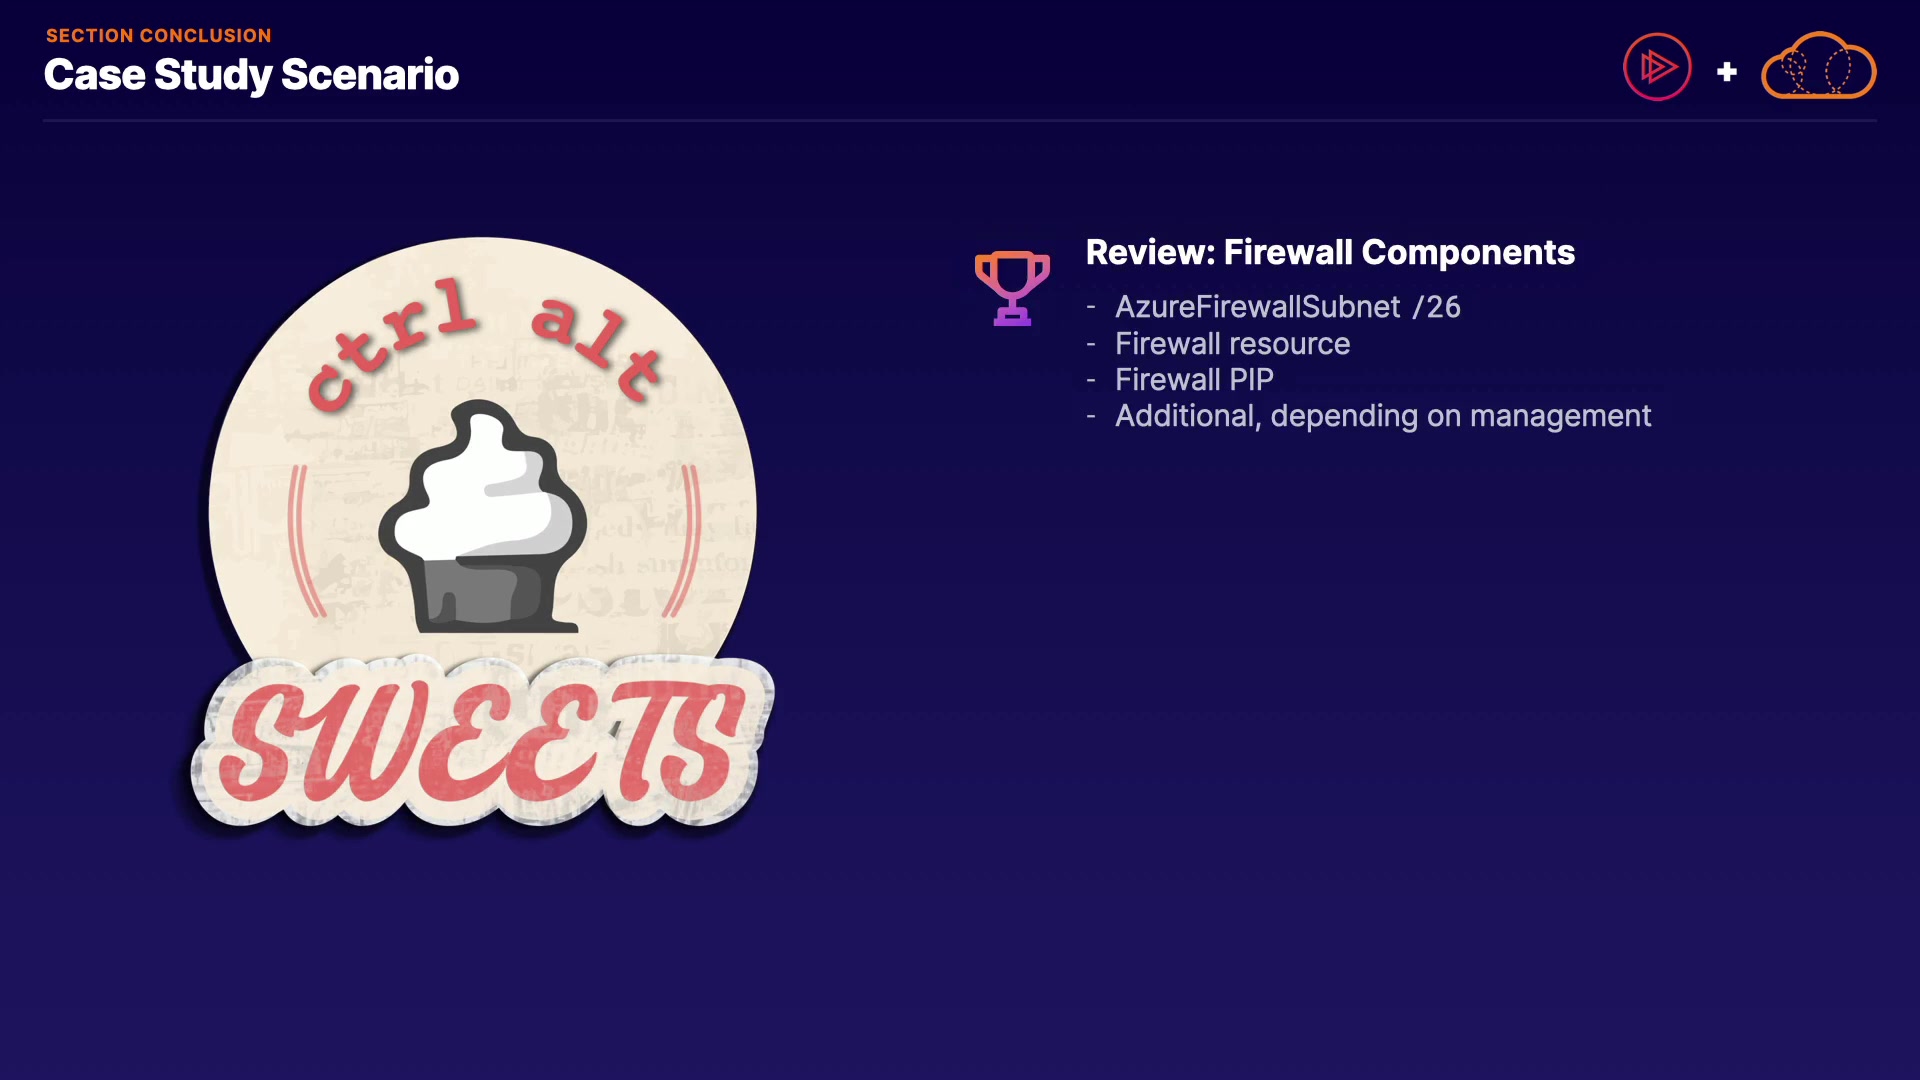 SECTION CONCLUSION
Case Study Scenario
ctrl alt
SWEETS
Review: Firewall Components
- AzureFirewallSubnet /26
- Firewall resource
- Firewall PIP
- Additional, depending on management